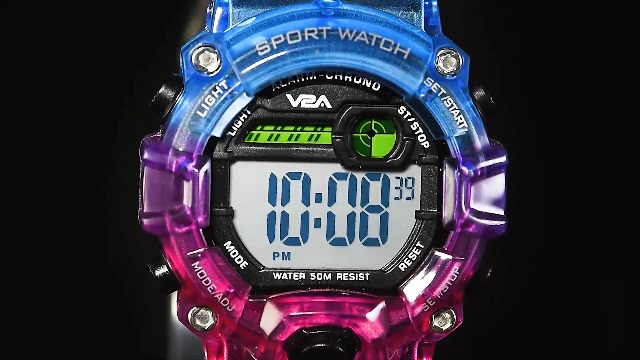 SPORT WATCH
ALARM-CHRONO
LIGHT
SET/START
VSA
LIGHT
ST/STOP
10:08 39
PM
MODE
RESET
WATER 50M RESIST
MODE/ADJ